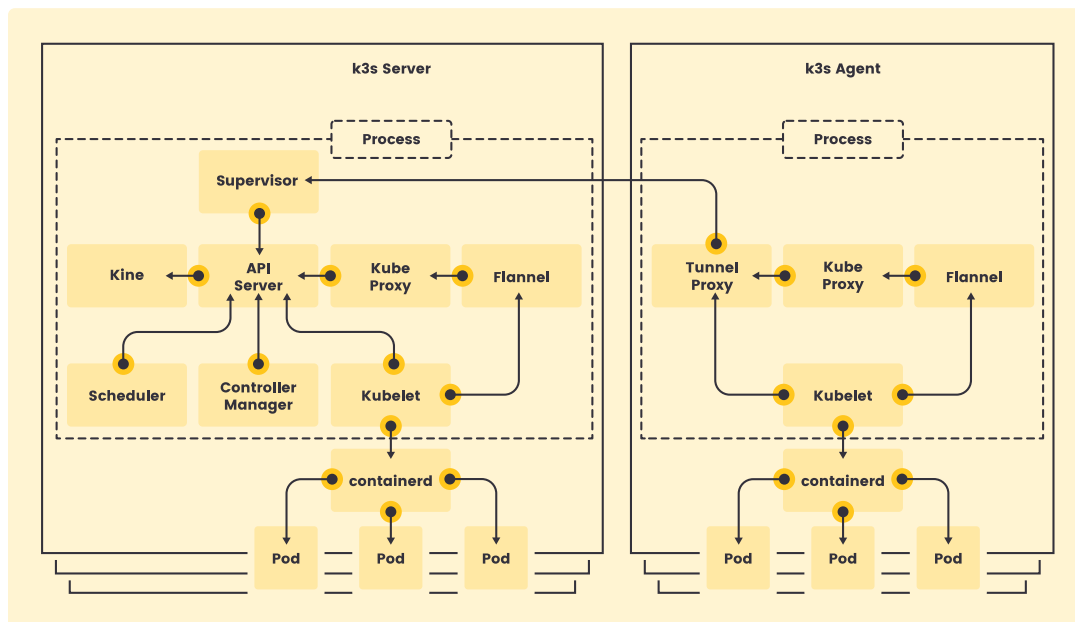 k3s Server
k3s Agent
Process
Process
Supervisor
Kine
API
Server
Kube
Proxy
Flannel
Tunnel
Proxy
Kube
Proxy
Flannel
Scheduler
Controller
Manager
Kubelet
Kubelet
containerd
containerd
Pod
Pod
Pod
Pod
Pod
Pod